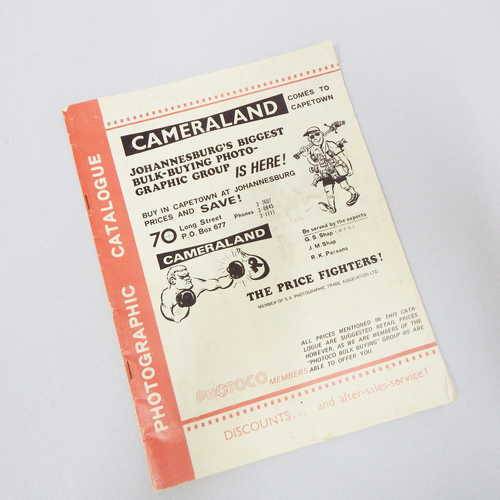 PHOTOGRAPHIC CATALOGUE
CAMERALAND
COMES TO
CAPETOWN
JOHANNESBURG'S BIGGEST
BULK-BUYING PHOTO-
GRAPHIC GROUP IS HERE!
BUY IN CAPETOWN AT JOHANNESBURG
PRICES AND SAVE!
70 Long Street
P.O. Box 677
Phones
CAMERALAND
Be served by the experts
G. S. Shap
J. M. Shap
R. K. Parsons
THE PRICE FIGHTERS!
MEMBER OF S.A. PHOTOGRAPHIC TRADE ASSOCIATION LTD.
ALL PRICES MENTIONED IN THIS CATA-
LOGUE ARE SUGGESTED RETAIL PRICES.
HOWEVER, AS WE ARE MEMBERS OF THE
"PHOTOCO BULK BUYING" GROUP WE ARE
ABLE TO OFFER YOU.
MEMBERS
DISCOUNTS... and after-sales-service!